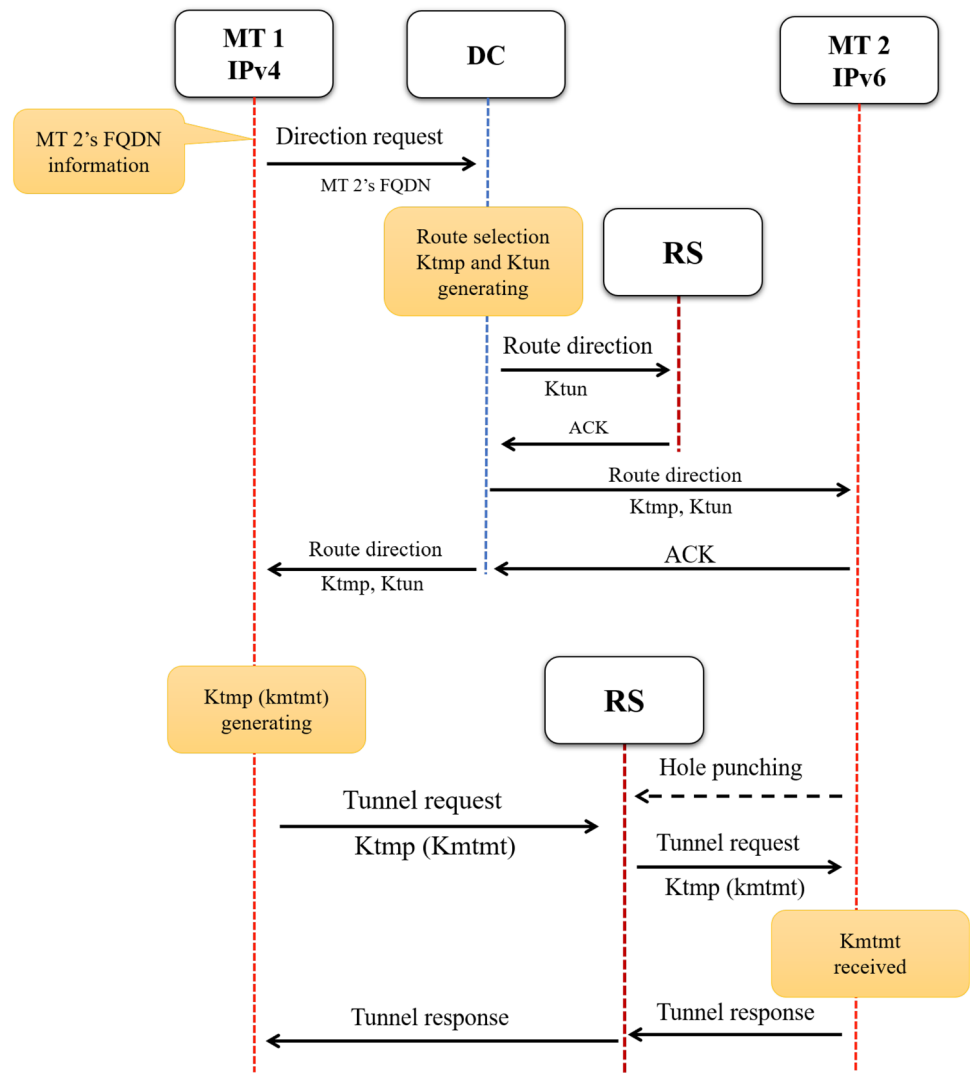 MT 1
IPv4
DC
MT 2
IPv6
MT 2's FQDN
information
Direction request
MT 2's FQDN
Route selection
Ktmp and Ktun
generating
RS
Route direction
Ktun
ACK
Route direction
Ktmp, Ktun
Route direction
Ktmp, Ktun
ACK
Ktmp (kmtmt)
generating
RS
Hole punching
Tunnel request
Ktmp (Kmtmt)
Tunnel request
Ktmp (kmtmt)
Kmtmt
received
Tunnel response
Tunnel response